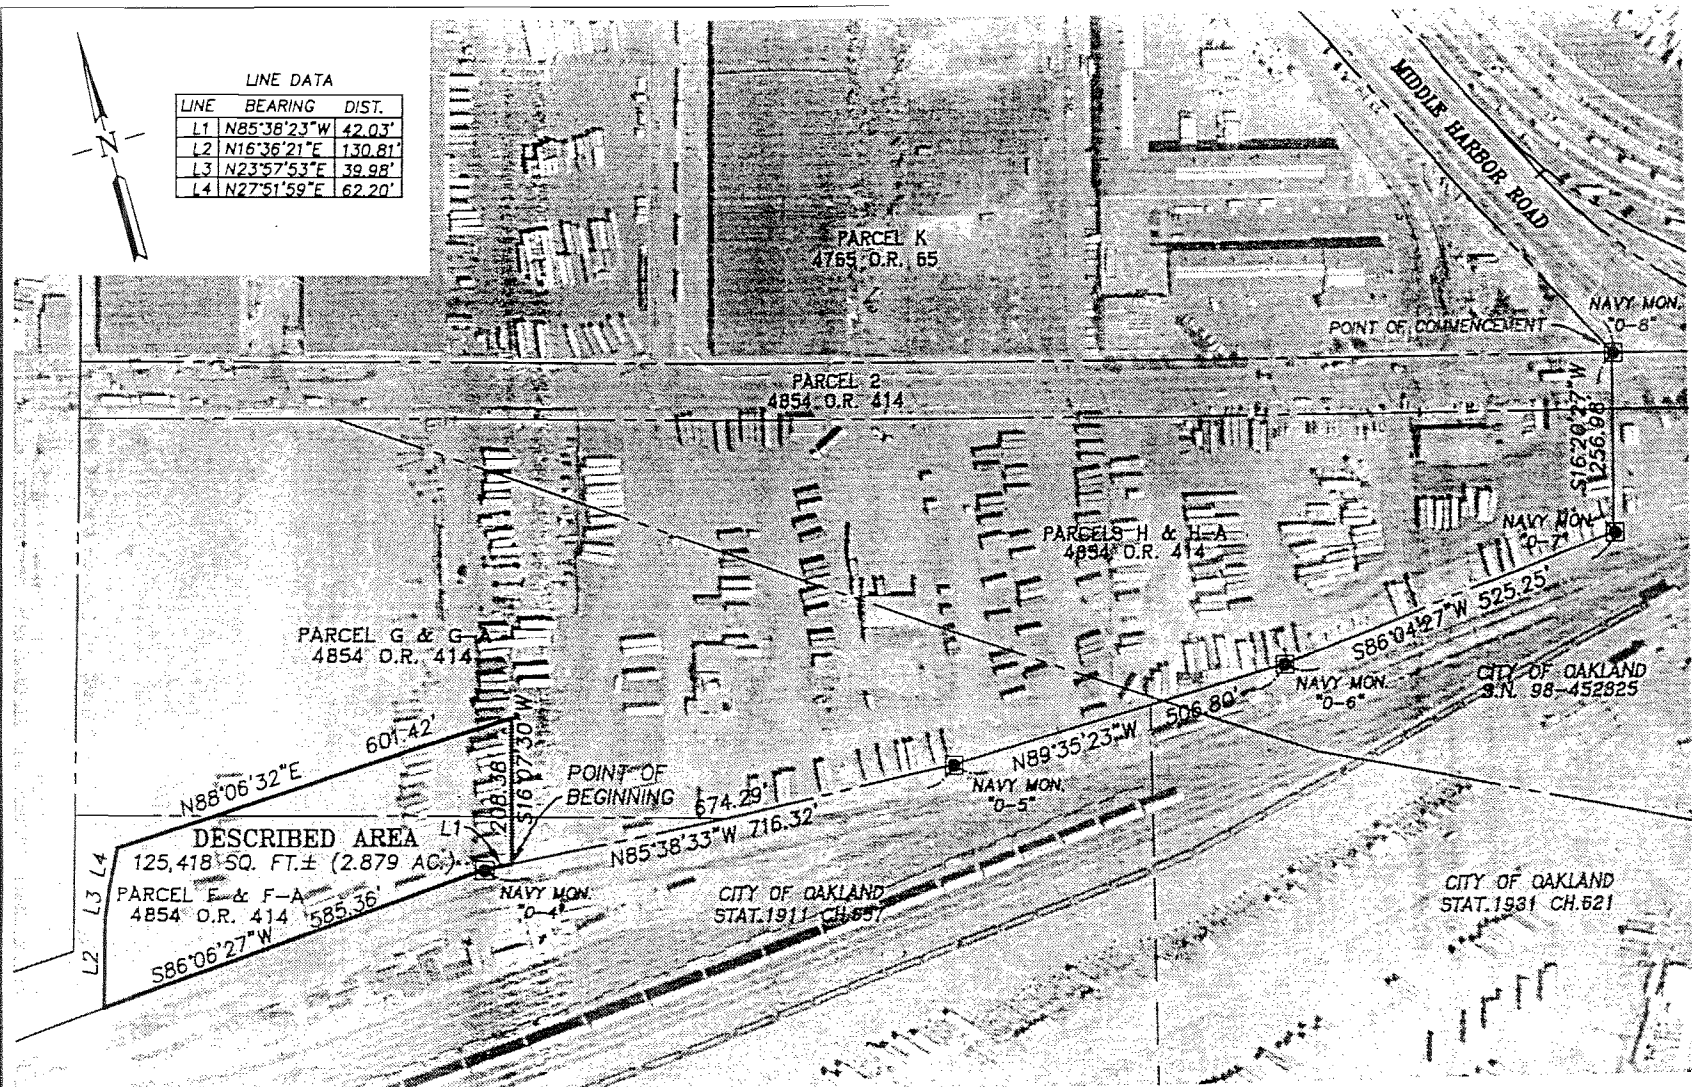 LINE DATA
LINE BEARING DIST.
L1 N85°38'23"W 42.03'
L2 N16°36'21"E 130.81'
L3 N23°57'53"E 39.98'
L4 N27°51'59"E 62.20'
N
MIDDLE HARBOR ROAD
PARCEL K
4765 O.R. 65
NAVY MON.
"0-8"
POINT OF COMMENCEMENT
PARCEL 2
4854 O.R. 414
S16°20'27"W
256.98'
PARCELS H & H-A
4854 O.R. 414
NAVY MON.
"0-7"
S86°04'27"W 525.25'
PARCEL G & G-A
4854 O.R. 414
CITY OF OAKLAND
S.N. 98-452825
NAVY MON.
"0-6"
N89°35'23"W 506.80'
601.42'
N88°06'32"E
208.38'
S16°07'30"W
POINT OF
BEGINNING
NAVY MON.
"0-5"
674.29'
N85°38'33"W 716.32'
DESCRIBED AREA
125,418 SQ. FT.± (2.879 AC.)
L1
L4
L3
L2
PARCEL F & F-A
4854 O.R. 414
S86°06'27"W 585.36'
NAVY MON.
"0-4"
CITY OF OAKLAND
STAT.1911 CH.657
CITY OF OAKLAND
STAT.1931 CH.621